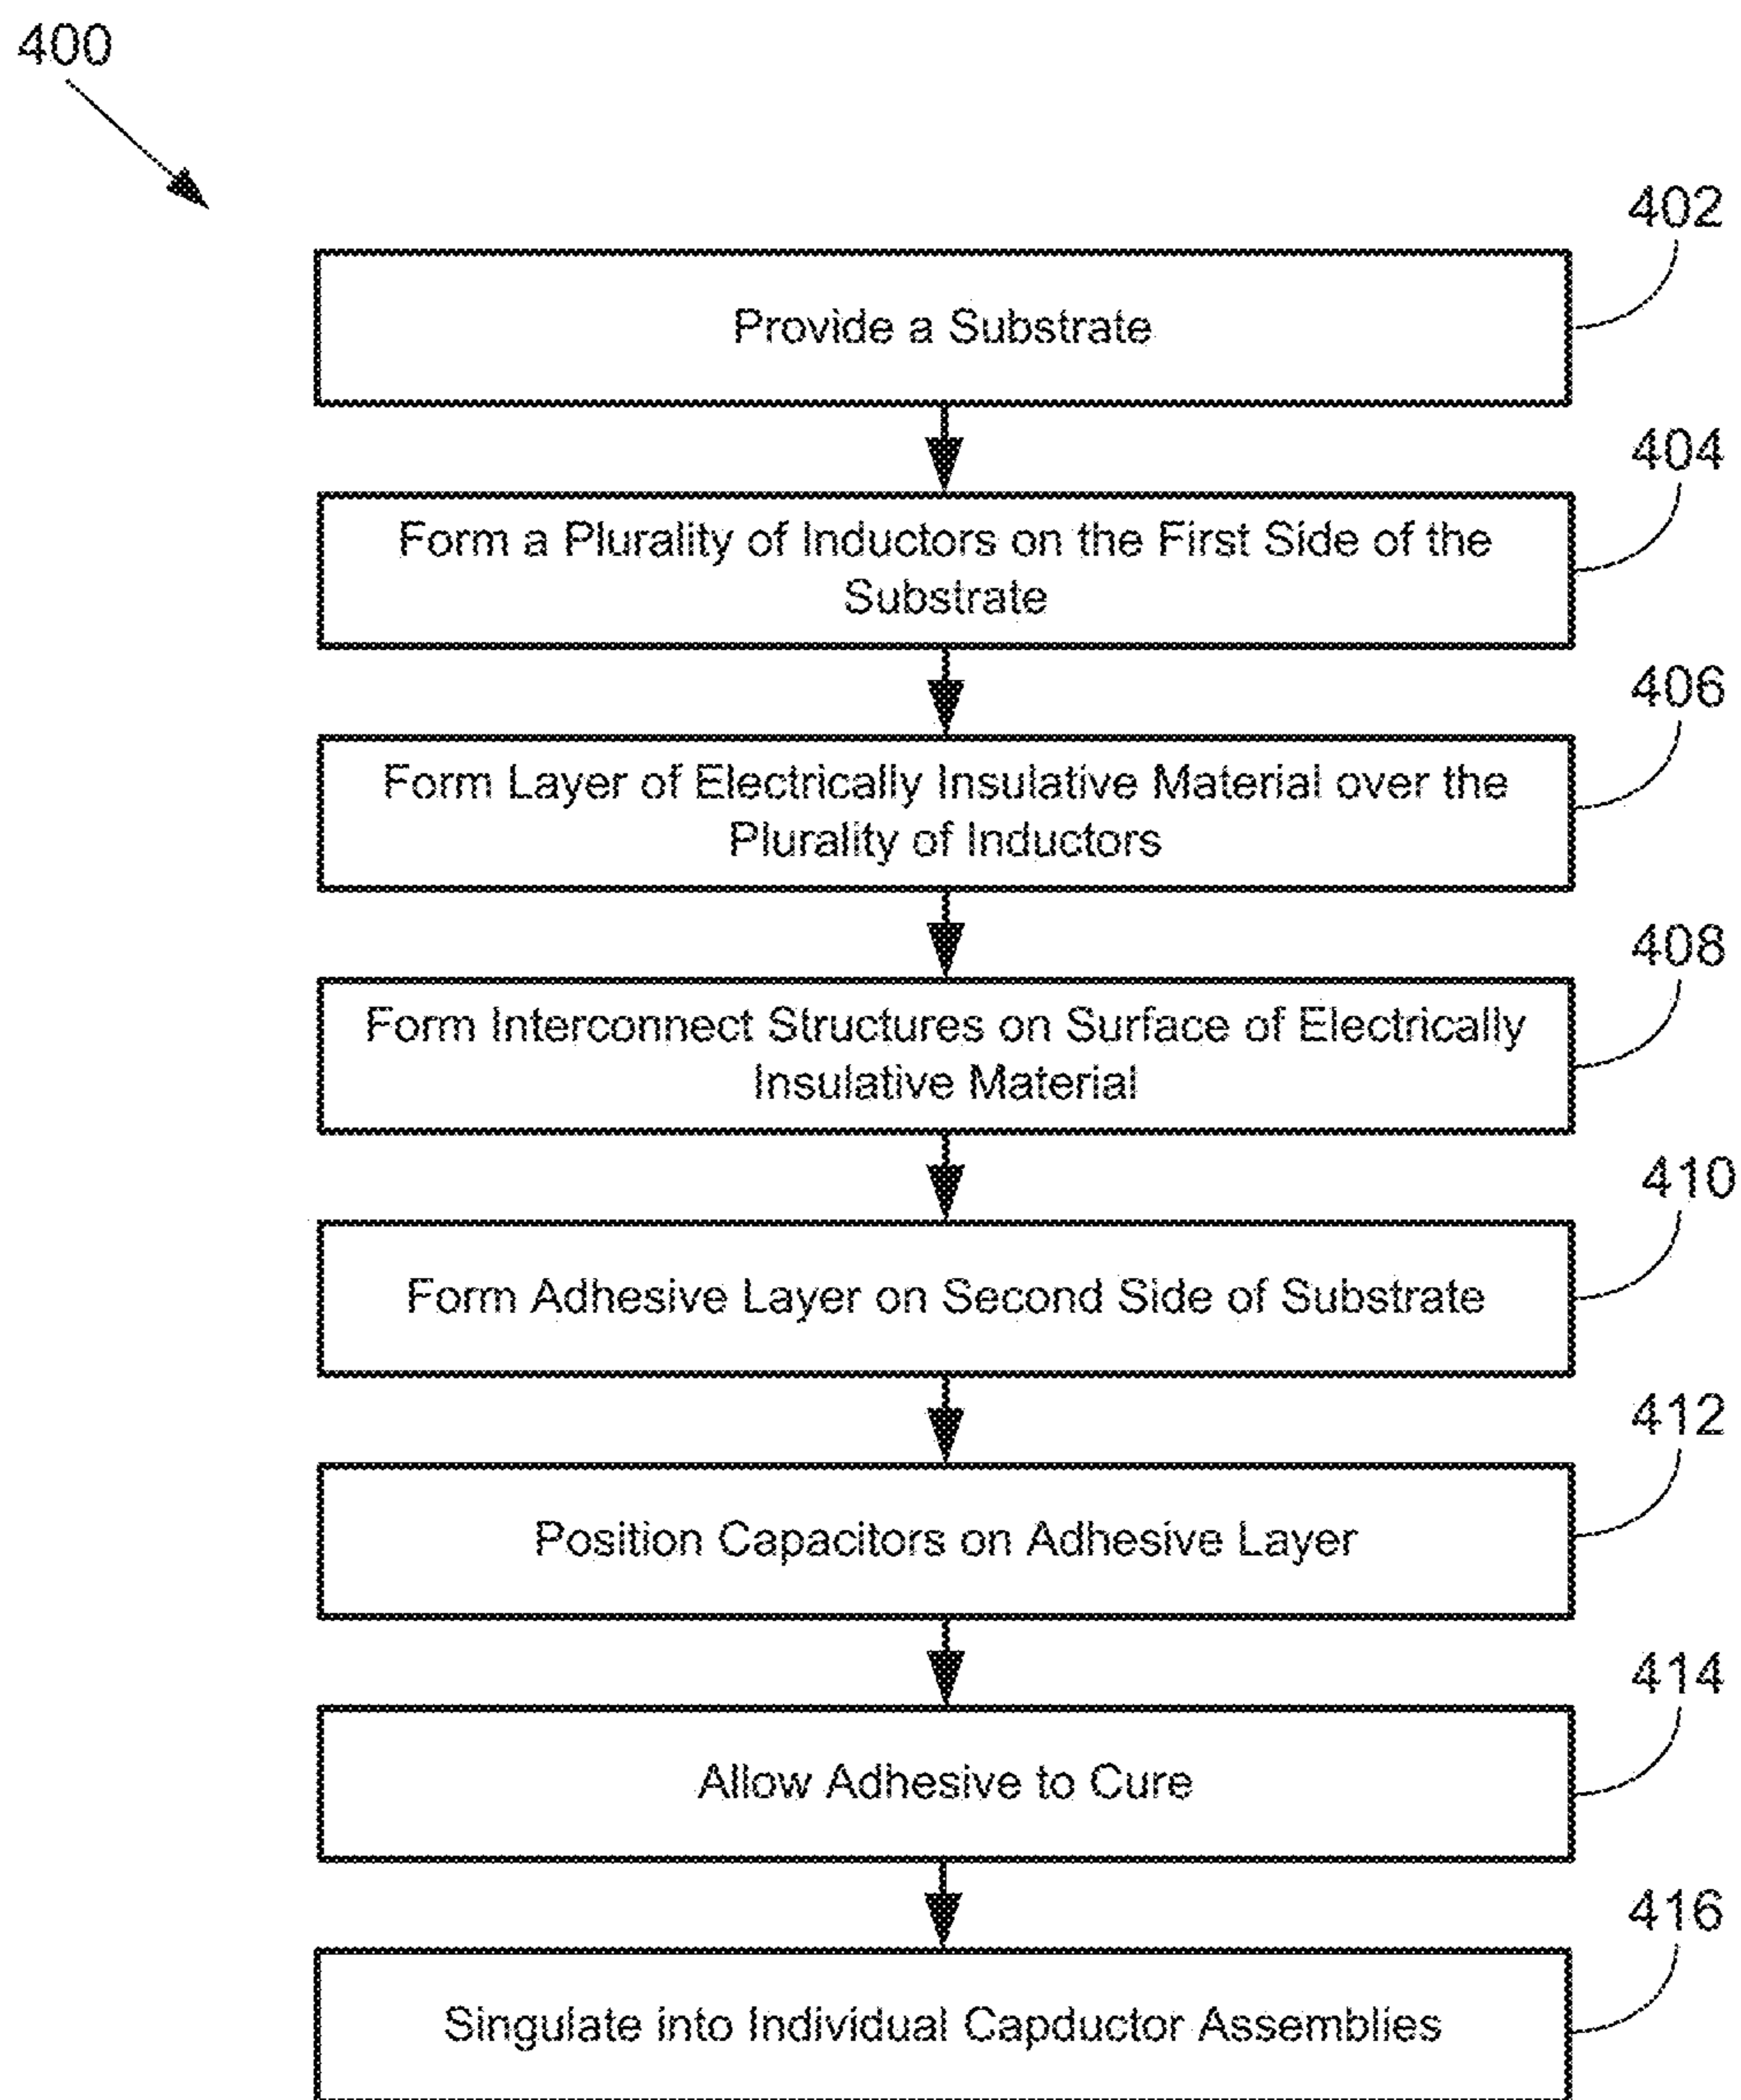 400
402
Provide a Substrate
404
Form a Plurality of Inductors on the First Side of the
Substrate
406
Form Layer of Electrically Insulative Material over the
Plurality of Inductors
408
Form Interconnect Structures on Surface of Electrically
Insulative Material
410
Form Adhesive Layer on Second Side of Substrate
412
Position Capacitors on Adhesive Layer
414
Allow Adhesive to Cure
416
Singulate into Individual Capductor Assemblies